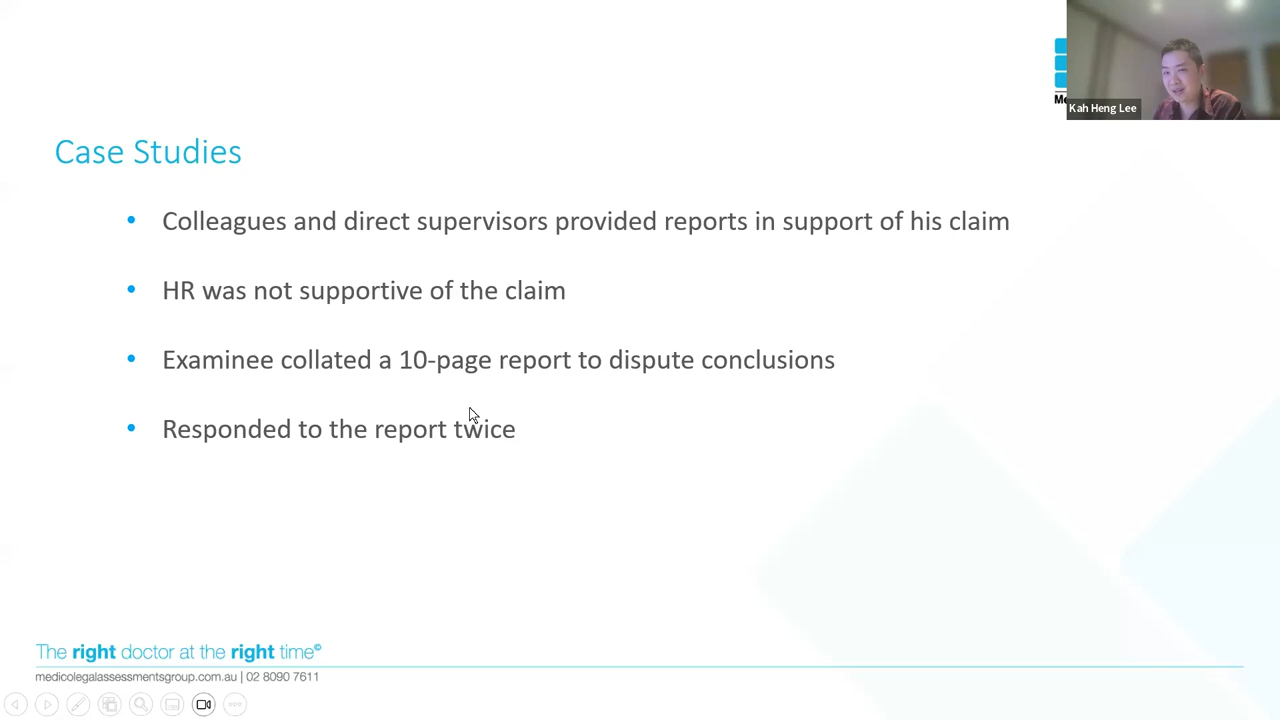 Me
Kah Heng Lee
Case Studies
• Colleagues and direct supervisors provided reports in support of his claim
• HR was not supportive of the claim
• Examinee collated a 10-page report to dispute conclusions
• Responded to the report twice
The right doctor at the right time©
medicolegalassessmentsgroup.com.au | 02 8090 7611